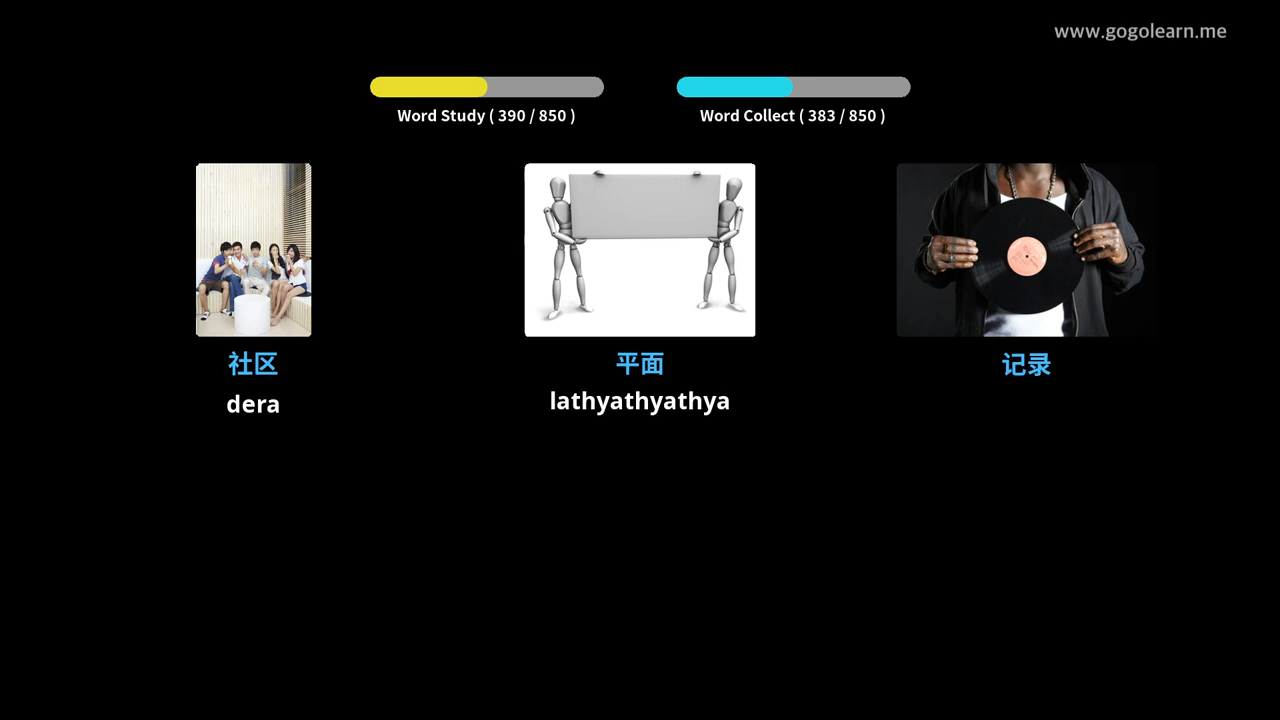 www.gogolearn.me
Word Study ( 390 / 850 )
Word Collect ( 383 / 850 )
社区
平面
记录
dera
lathyathyathya